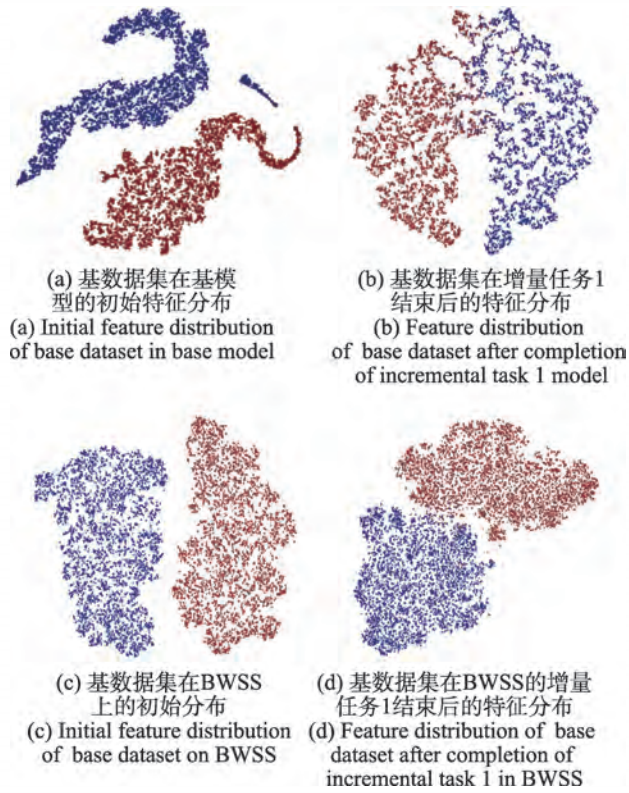 (a) 基数据集在基模
型的初始特征分布
(a) Initial feature distribution
of base dataset in base model
(b) 基数据集在增量任务1
结束后的特征分布
(b) Feature distribution
of base dataset after completion
of incremental task 1 model
(c) 基数据集在BWSS
上的初始分布
(c) Initial feature distribution
of base dataset on BWSS
(d) 基数据集在BWSS的增量
任务1结束后的特征分布
(d) Feature distribution of base
dataset after completion of
incremental task 1 in BWSS